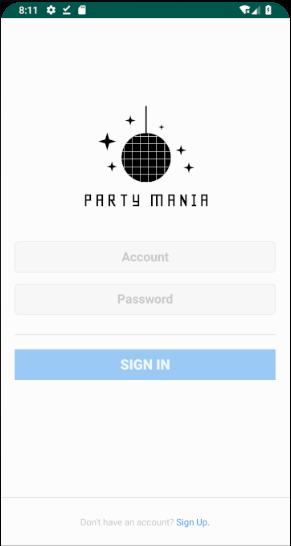 8:11
PARTY MANIA
Account
Password
SIGN IN
Don't have an account? Sign Up.